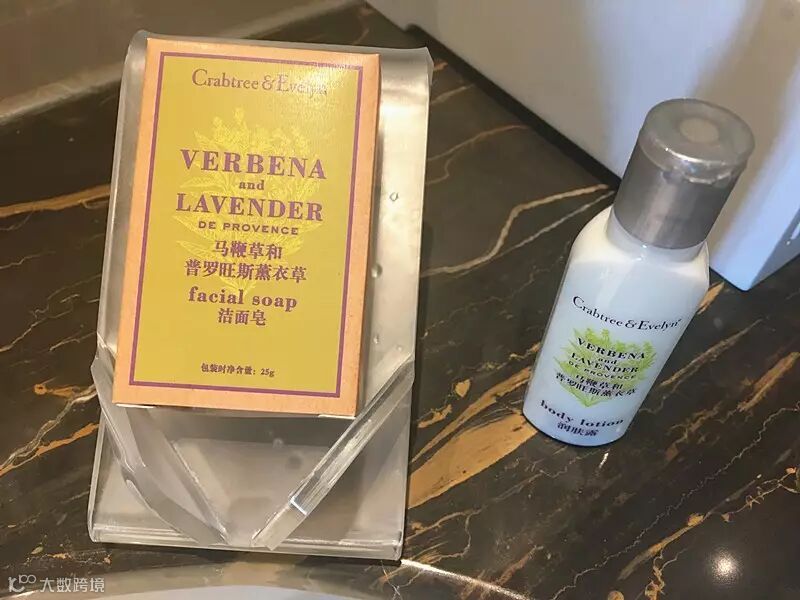 Crabtree & Evelyn
VERBENA
and
LAVENDER
DE PROVENCE
马鞭草和
普罗旺斯薰衣草
facial soap
洁面皂
包装时净含量：25g
Crabtree & Evelyn®
VERBENA
and
LAVENDER
DE PROVENCE
马鞭草和
普罗旺斯薰衣草
body lotion
润肤露
大数跨境